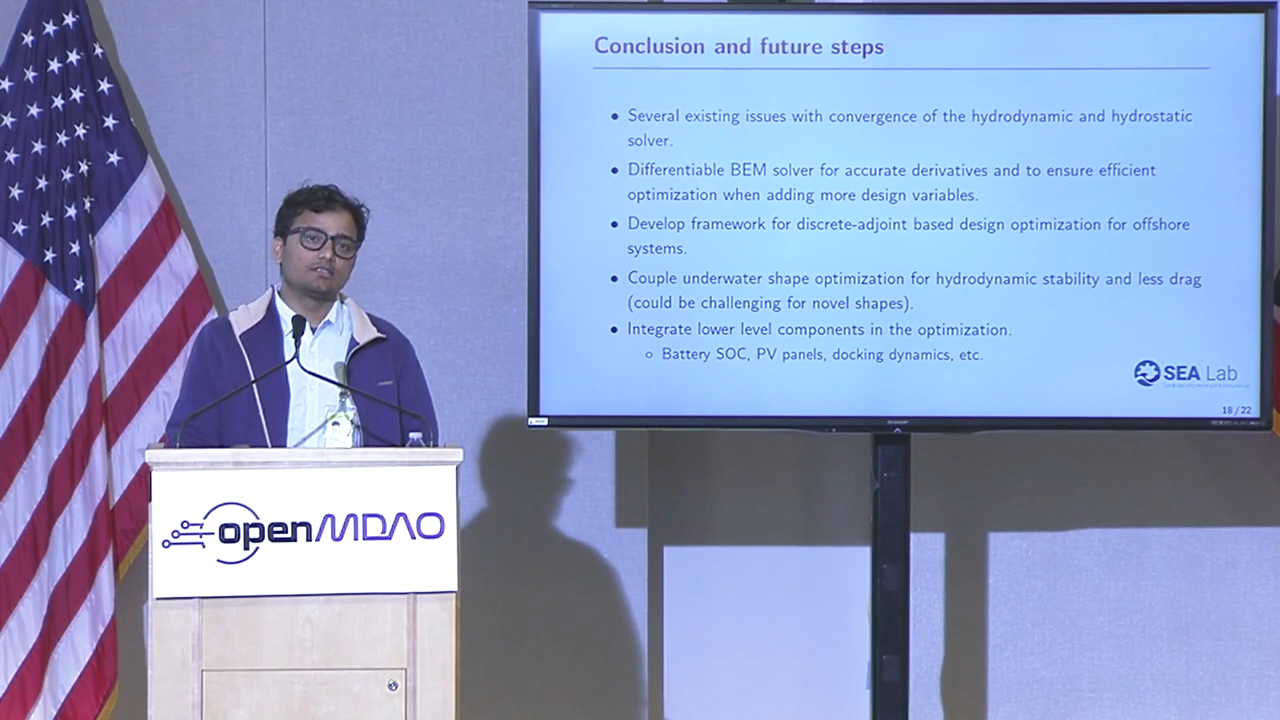 Conclusion and future steps
• Several existing issues with convergence of the hydrodynamic and hydrostatic
solver.
• Differentiable BEM solver for accurate derivatives and to ensure efficient
optimization when adding more design variables.
• Develop framework for discrete-adjoint based design optimization for offshore
systems.
• Couple underwater shape optimization for hydrodynamic stability and less drag
(could be challenging for novel shapes).
• Integrate lower level components in the optimization.
○ Battery SOC, PV panels, docking dynamics, etc.
SEA Lab
18 / 22
openMDAO